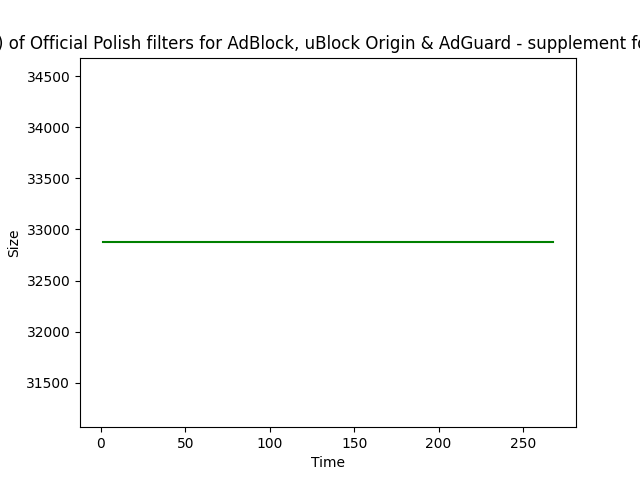 ) of Official Polish filters for AdBlock, uBlock Origin & AdGuard - supplement fo
34500
34000
33500
33000
32500
32000
31500
Size
0 50 100 150 200 250
Time